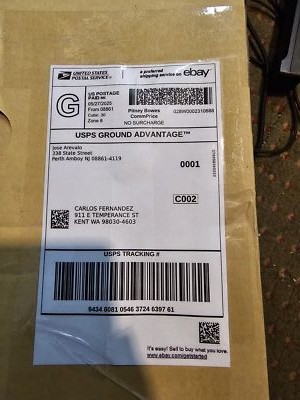 UNITED STATES
POSTAL SERVICE®
a preferred
shipping service on ebay
G
US POSTAGE
PAID IMI
05/27/2025
From 08861
Zone 8
Pitney Bowes
CommPrice
NO SURCHARGE
028W0002310888
USPS GROUND ADVANTAGE™
Jose Arevalo
338 State Street
Perth Amboy NJ 08861-4119
0001
C002
CARLOS FERNANDEZ
911 E TEMPERANCE ST
KENT WA 98030-4603
USPS TRACKING #
9434 6081 0546 3724 6397 61
It's easy! Sell to buy what you love.
www.ebay.com/getstarted